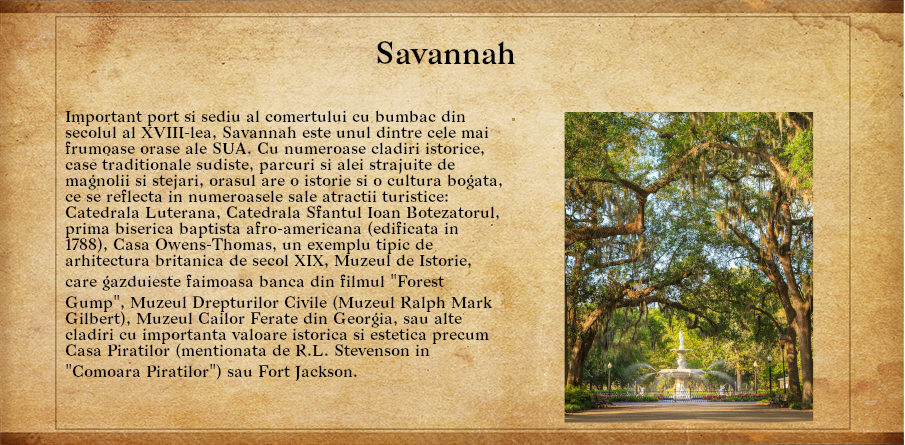 Savannah
Important port si sediu al comertului cu bumbac din
secolul al XVIII-lea, Savannah este unul dintre cele mai
frumoase orase ale SUA. Cu numeroase cladiri istorice,
case traditionale sudiste, parcuri si alei strajuite de
magnolii si stejari, orasul are o istorie si o cultura bogata,
ce se reflecta in numeroasele sale atractii turistice:
Catedrala Luterana, Catedrala Sfantul Ioan Botezatorul,
prima biserica baptista afro-americana (edificata in
1788), Casa Owens-Thomas, un exemplu tipic de
arhitectura britanica de secol XIX, Muzeul de Istorie,
care gazduieste faimoasa banca din filmul "Forest
Gump", Muzeul Drepturilor Civile (Muzeul Ralph Mark
Gilbert), Muzeul Cailor Ferate din Georgia, sau alte
cladiri cu importanta valoare istorica si estetica precum
Casa Piratilor (mentionata de R.L. Stevenson in
"Comoara Piratilor") sau Fort Jackson.